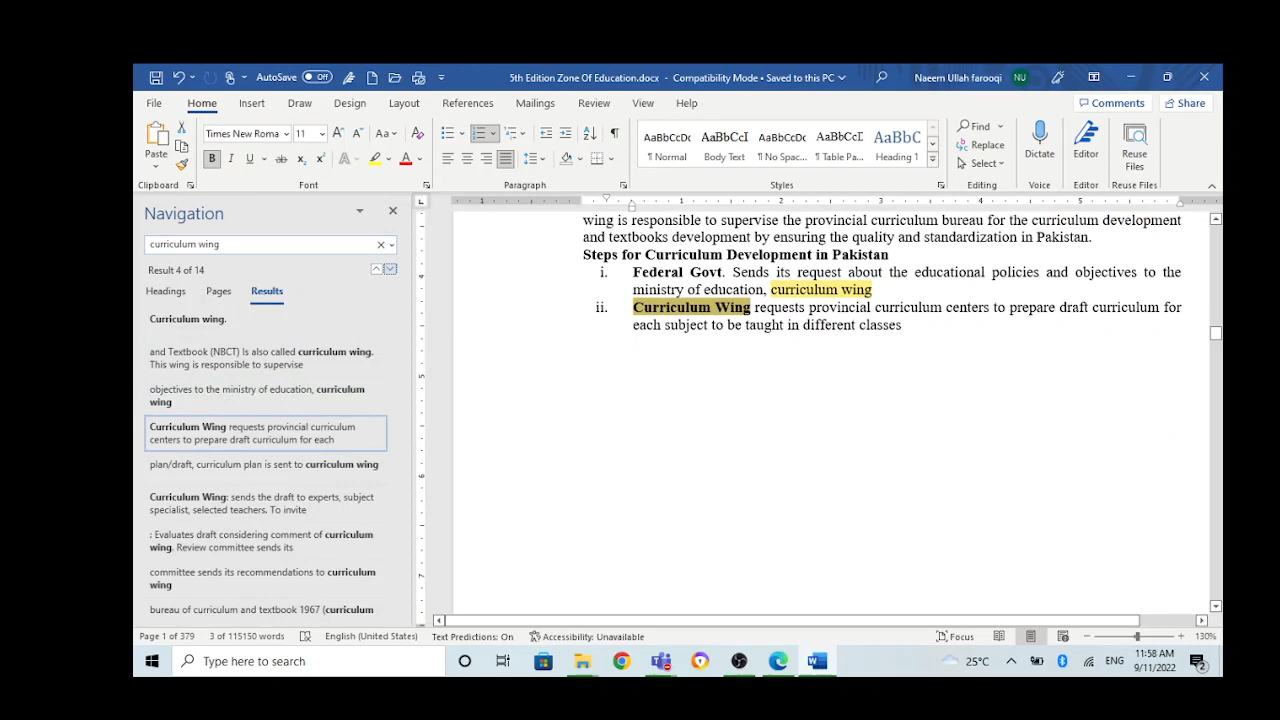 AutoSave Off
5th Edition Zone Of Education.docx - Compatibility Mode • Saved to this PC
Naeem Ullah farooqi NU
File Home Insert Draw Design Layout References Mailings Review View Help
Comments Share
Times New Roma 11
Paste
AaBbCcDc AaBbCcI AaBbCcDc AaBbCcD AaBbC
¶ Normal Body Text ¶ No Spac... ¶ Table Pa... Heading 1
Find
Replace
Select
Dictate
Editor
Reuse
Files
Clipboard Font Paragraph Styles Editing Voice Editor Reuse Files
Navigation
curriculum wing
Result 4 of 14
Headings Pages Results
Curriculum wing.
and Textbook (NBCT) Is also called curriculum wing.
This wing is responsible to supervise
objectives to the ministry of education, curriculum
wing
Curriculum Wing requests provincial curriculum
centers to prepare draft curriculum for each
plan/draft, curriculum plan is sent to curriculum wing
Curriculum Wing: sends the draft to experts, subject
specialist, selected teachers. To invite
: Evaluates draft considering comment of curriculum
wing. Review committee sends its
committee sends its recommendations to curriculum
wing
bureau of curriculum and textbook 1967 (curriculum
wing is responsible to supervise the provincial curriculum bureau for the curriculum development
and textbooks development by ensuring the quality and standardization in Pakistan.
Steps for Curriculum Development in Pakistan
i. Federal Govt. Sends its request about the educational policies and objectives to the
ministry of education, curriculum wing
ii. Curriculum Wing requests provincial curriculum centers to prepare draft curriculum for
each subject to be taught in different classes
Page 1 of 379 3 of 115150 words English (United States) Text Predictions: On Accessibility: Unavailable Focus 130%
Type here to search
25°C ENG
11:58 AM
9/11/2022
2